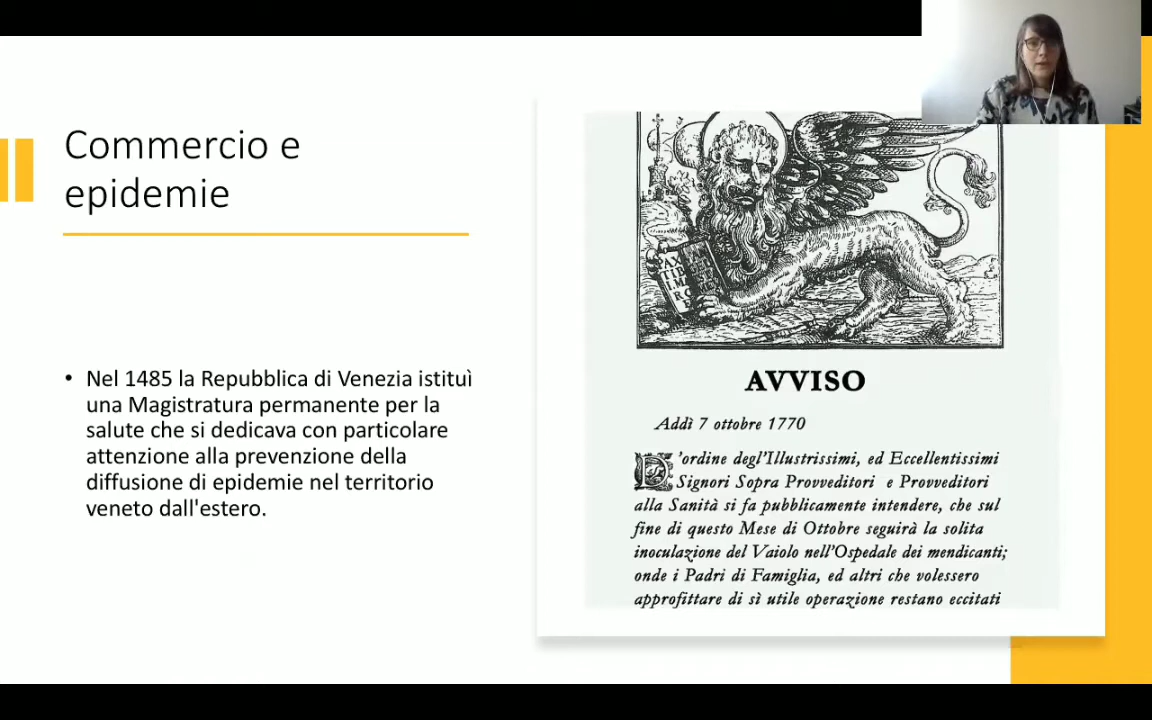 Commercio e
epidemie
• Nel 1485 la Repubblica di Venezia istituì
una Magistratura permanente per la
salute che si dedicava con particolare
attenzione alla prevenzione della
diffusione di epidemie nel territorio
veneto dall'estero.
AVVISO
Addì 7 ottobre 1770
D'ordine degl'Illustrissimi, ed Eccellentissimi
Signori Sopra Provveditori e Provveditori
alla Sanità si fa pubblicamente intendere, che sul
fine di questo Mese di Ottobre seguirà la solita
inoculazione del Vaiolo nell'Ospedale dei mendicanti;
onde i Padri di Famiglia, ed altri che volessero
approfittare di sì utile operazione restano eccitati